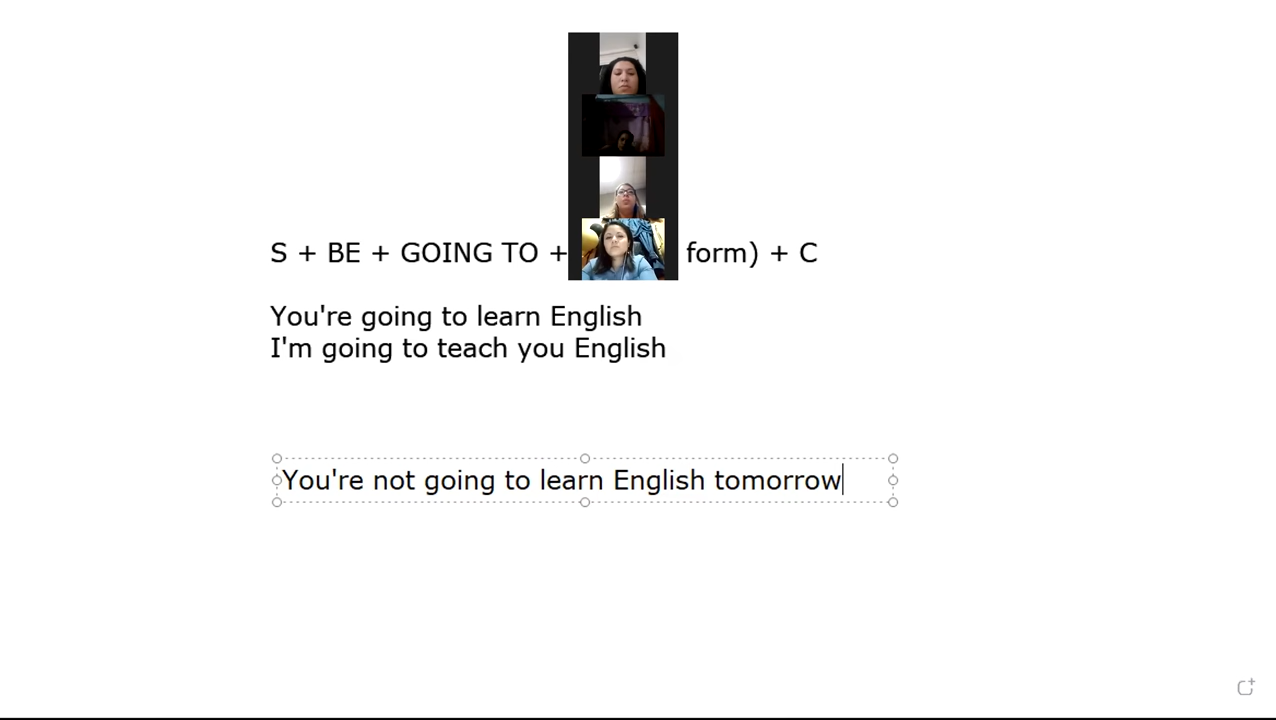 S + BE + GOING TO + form) + C
You're going to learn English
I'm going to teach you English
You're not going to learn English tomorrow